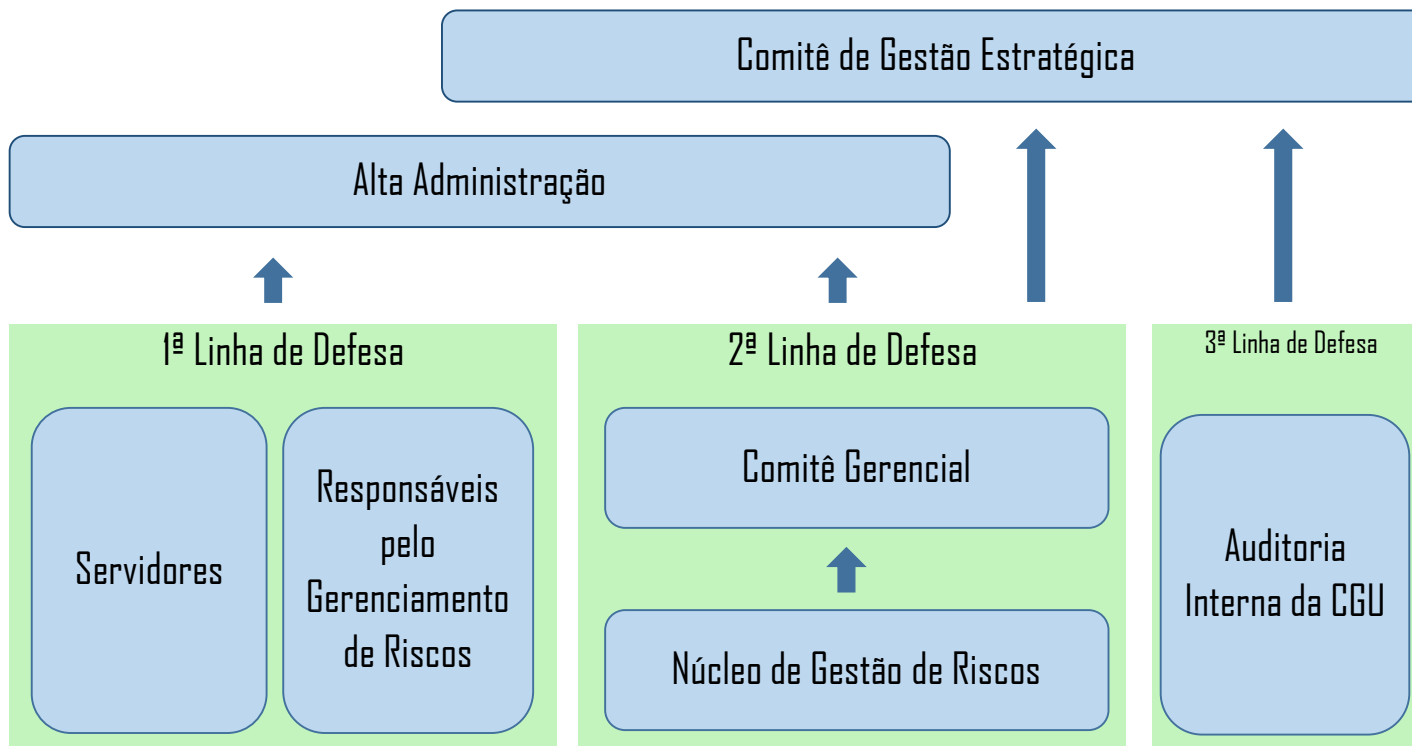 Comitê de Gestão Estratégica
Alta Administração
1ª Linha de Defesa
Servidores
Responsáveis
pelo
Gerenciamento
de Riscos
2ª Linha de Defesa
Comitê Gerencial
Núcleo de Gestão de Riscos
3ª Linha de Defesa
Auditoria
Interna da CGU